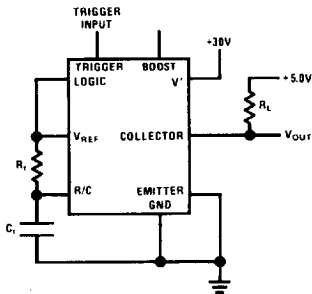 TRIGGER
INPUT
+30V
TRIGGER BOOST
LOGIC V+
+5.0V
RL
VREF COLLECTOR VOUT
Rt
R/C EMITTER
GND
Ct